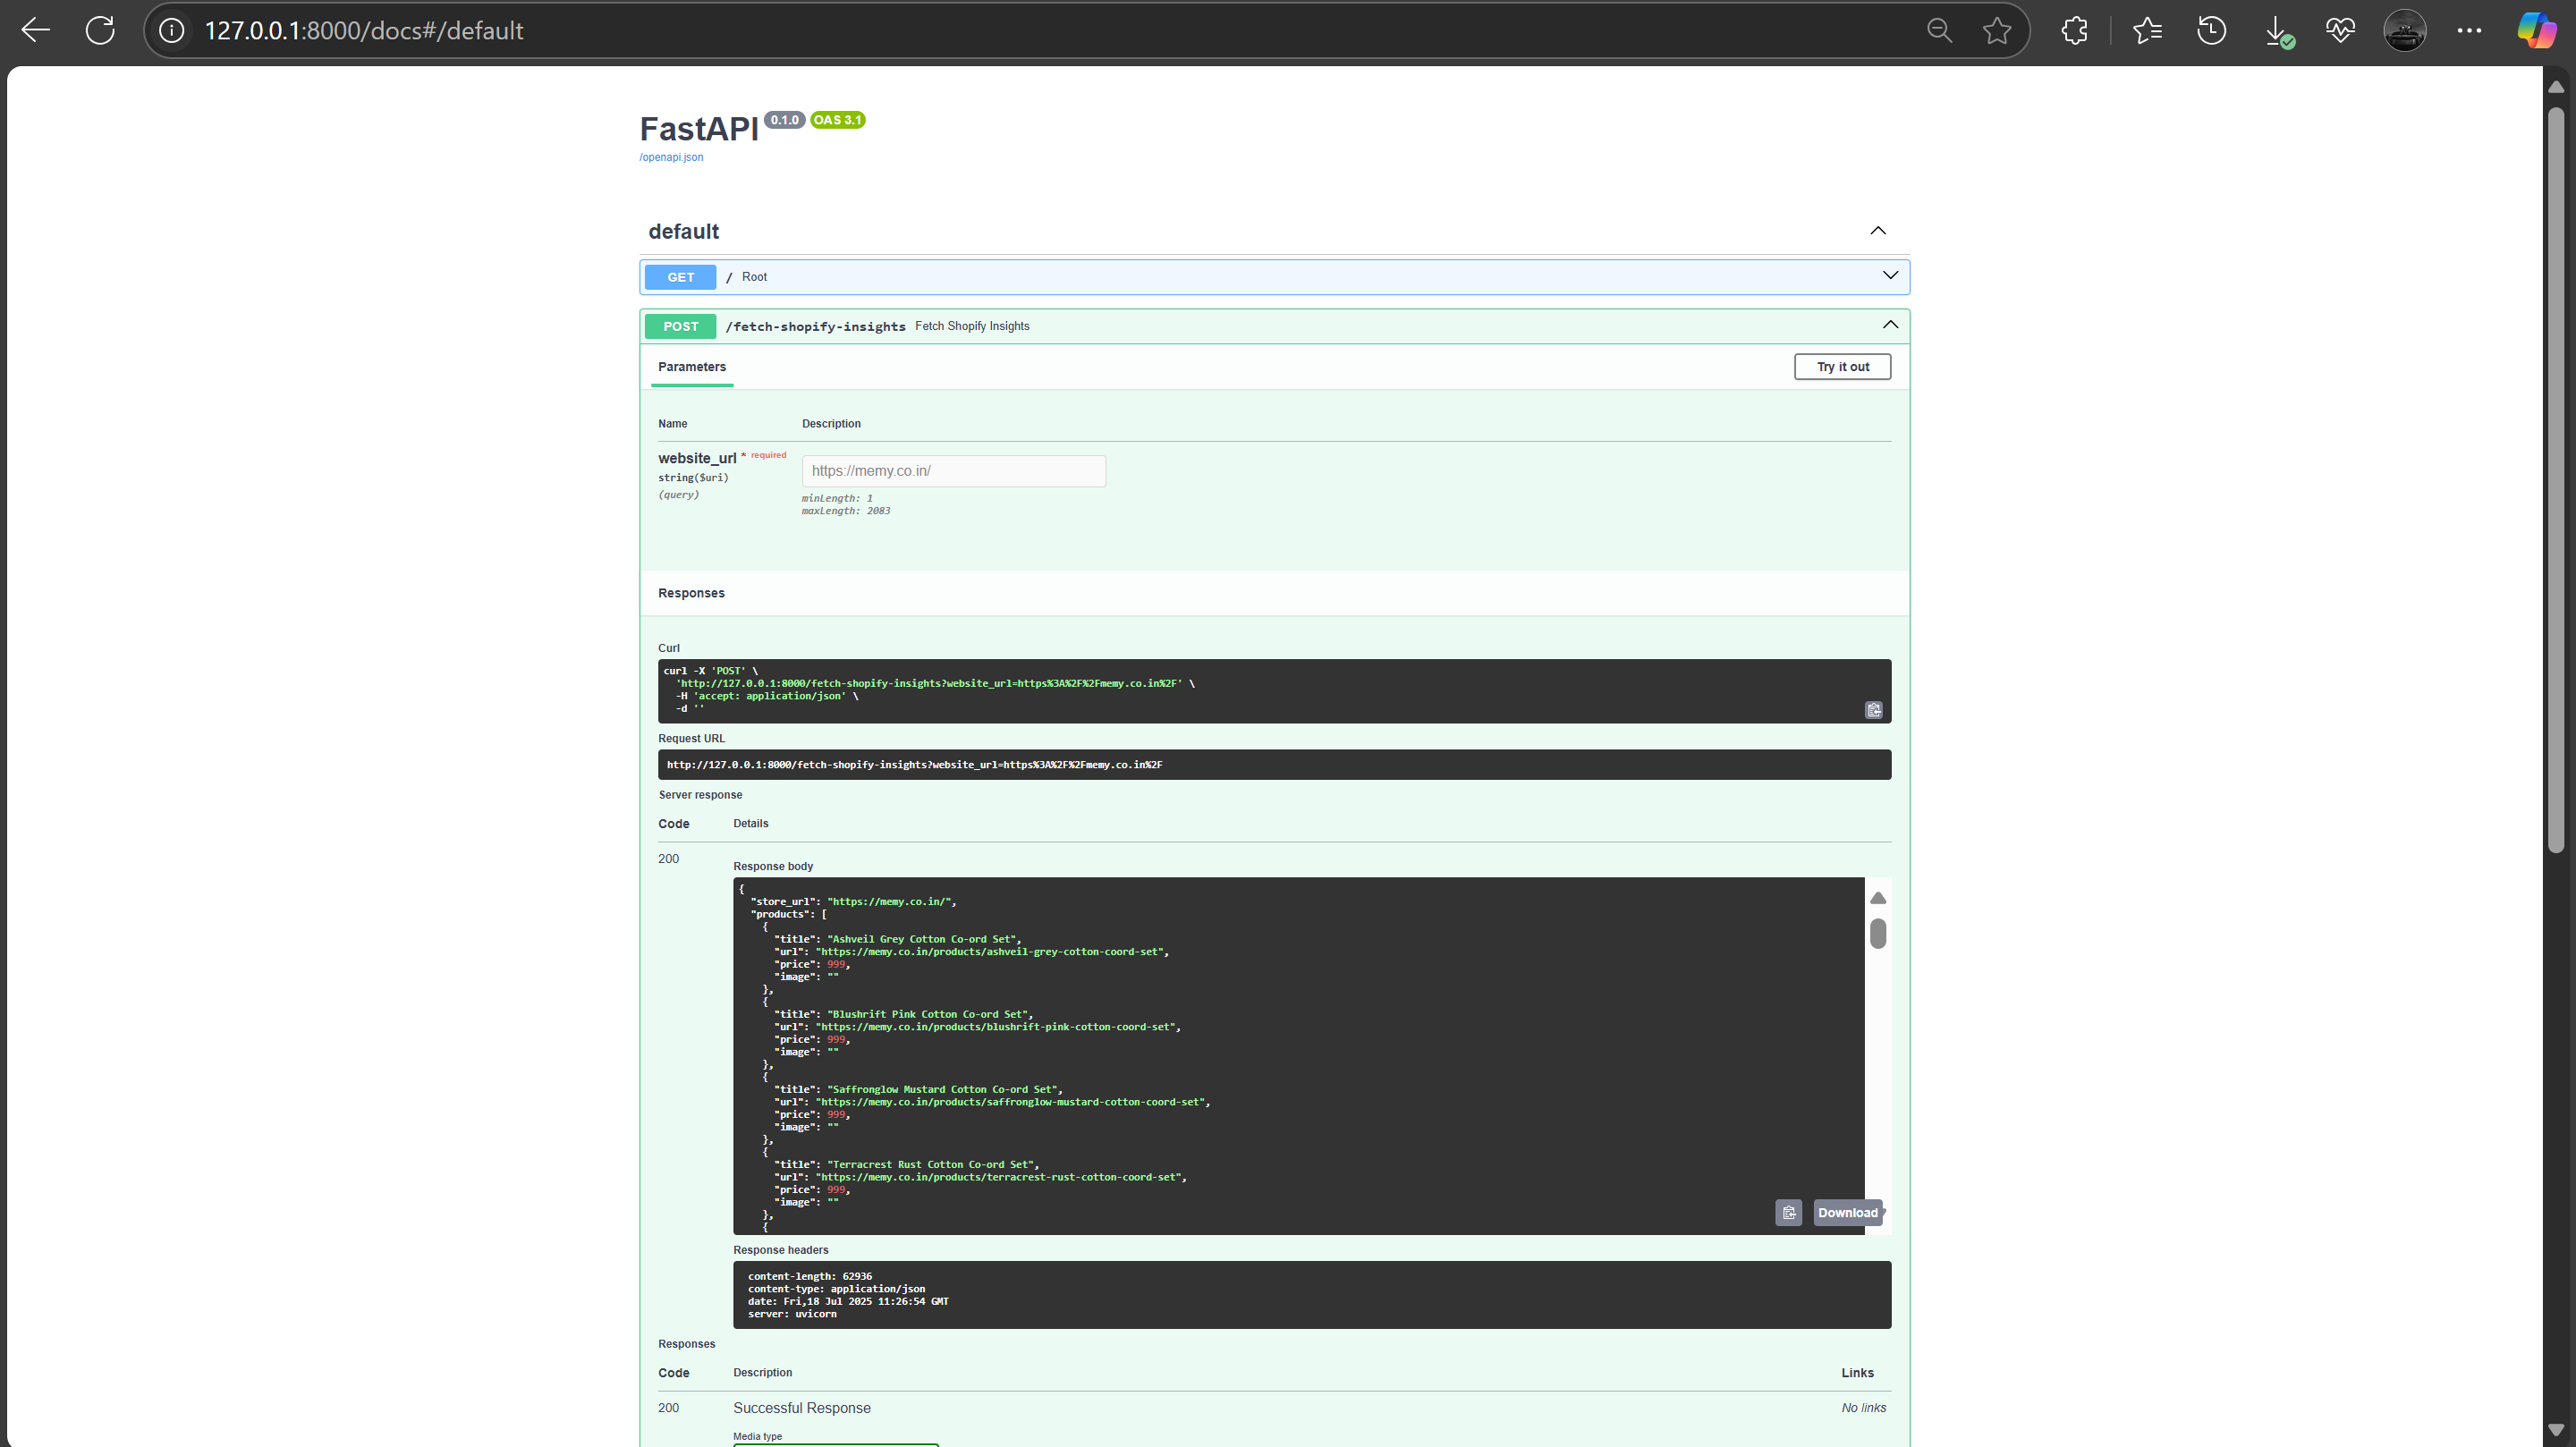 127.0.0.1:8000/docs#/default
FastAPI 0.1.0 OAS 3.1
/openapi.json
default
GET / Root
POST /fetch-shopify-insights Fetch Shopify Insights
Parameters
Try it out
Name Description
website_url * required
string($uri)
(query)
https://memy.co.in/
minLength: 1
maxLength: 2083
Responses
Curl
curl -X 'POST' \
  'http://127.0.0.1:8000/fetch-shopify-insights?website_url=https%3A%2F%2Fmemy.co.in%2F' \
  -H 'accept: application/json' \
  -d ''
Request URL
http://127.0.0.1:8000/fetch-shopify-insights?website_url=https%3A%2F%2Fmemy.co.in%2F
Server response
Code Details
200
Response body
{
  "store_url": "https://memy.co.in/",
  "products": [
    {
      "title": "Ashveil Grey Cotton Co-ord Set",
      "url": "https://memy.co.in/products/ashveil-grey-cotton-coord-set",
      "price": 999,
      "image": ""
    },
    {
      "title": "Blushrift Pink Cotton Co-ord Set",
      "url": "https://memy.co.in/products/blushrift-pink-cotton-coord-set",
      "price": 999,
      "image": ""
    },
    {
      "title": "Saffronglow Mustard Cotton Co-ord Set",
      "url": "https://memy.co.in/products/saffronglow-mustard-cotton-coord-set",
      "price": 999,
      "image": ""
    },
    {
      "title": "Terracrest Rust Cotton Co-ord Set",
      "url": "https://memy.co.in/products/terracrest-rust-cotton-coord-set",
      "price": 999,
      "image": ""
    },
    {
Download
Response headers
content-length: 62936
content-type: application/json
date: Fri,18 Jul 2025 11:26:54 GMT
server: uvicorn
Responses
Code Description Links
200 Successful Response No links
Media type